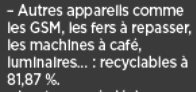 – Autres appareils comme
les GSM, les fers à repasser,
les machines à café,
luminaires... : recyclables à
81,87 %.